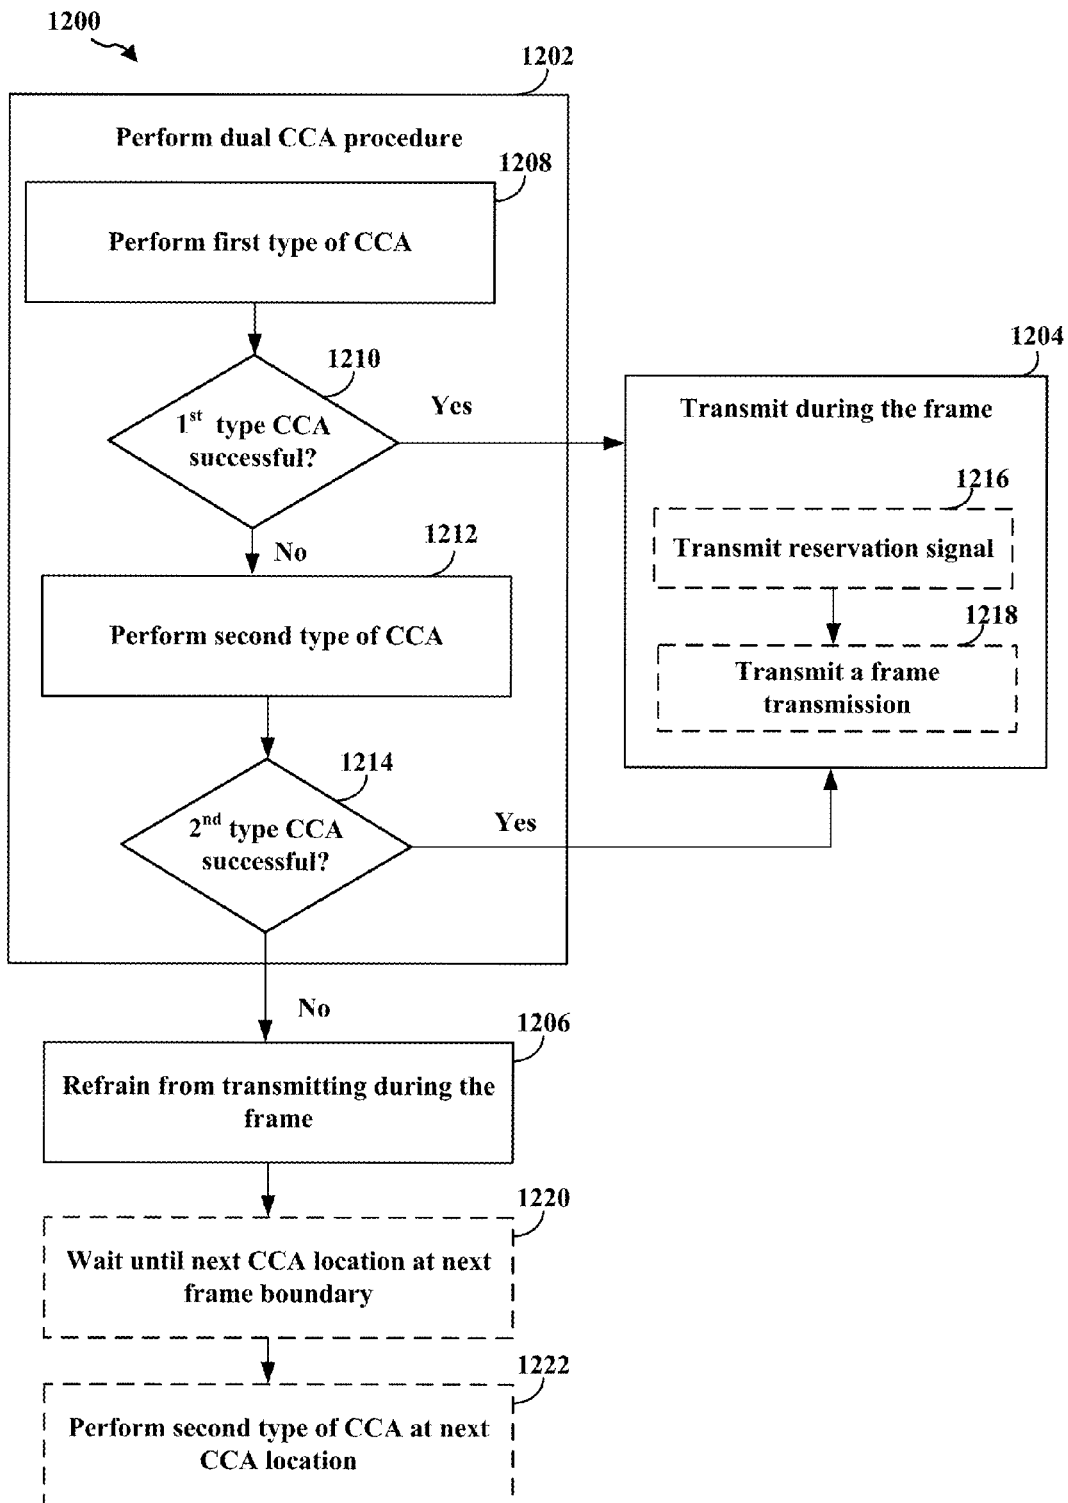 1200
1202
Perform dual CCA procedure
1208
Perform first type of CCA
1204
1210
Yes
Transmit during the frame
1st type CCA
successful?
1216
1212
No
Transmit reservation signal
1218
Perform second type of CCA
Transmit a frame
transmission
1214
Yes
2nd type CCA
successful?
No
1206
Refrain from transmitting during the
frame
1220
Wait until next CCA location at next
frame boundary
1222
Perform second type of CCA at next
CCA location